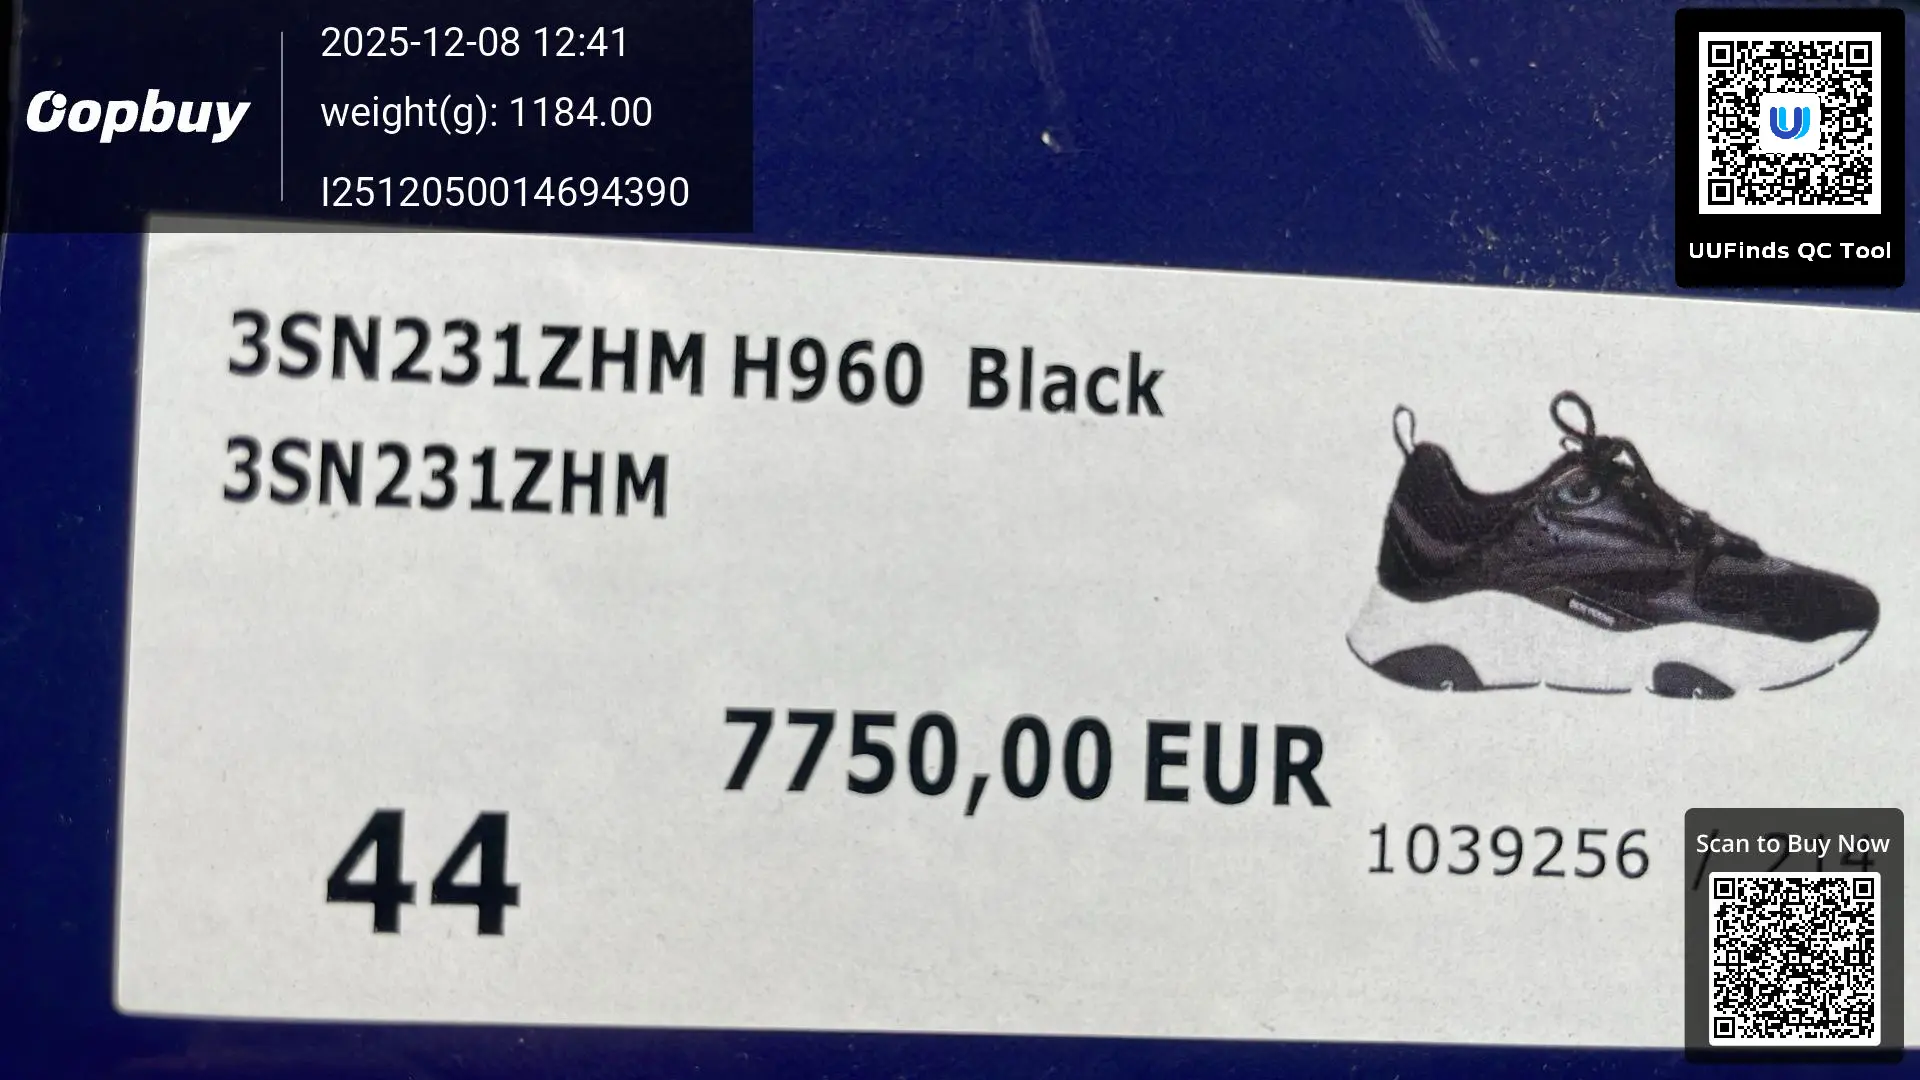 Oopbuy
2025-12-08 12:41
weight(g): 1184.00
I2512050014694390
UUFinds QC Tool
3SN231ZHM H960 Black
3SN231ZHM
7750,00 EUR
44
1039256 / 214
Scan to Buy Now